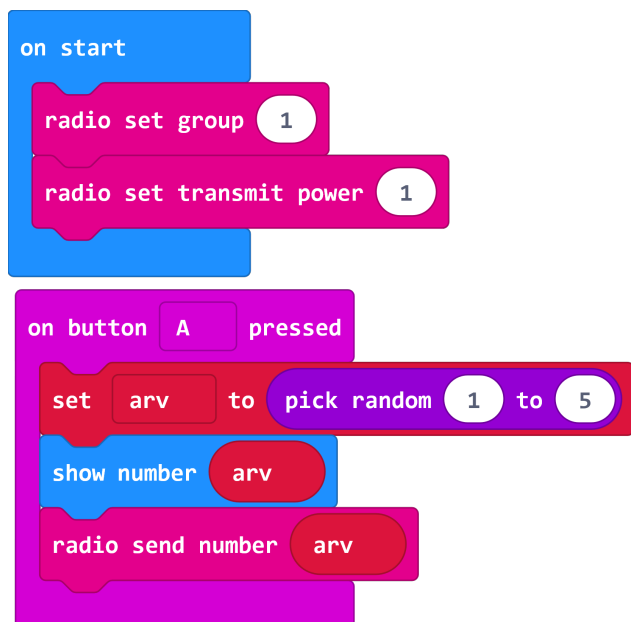 on start
radio set group 1
radio set transmit power 1
on button A pressed
set arv to pick random 1 to 5
show number arv
radio send number arv